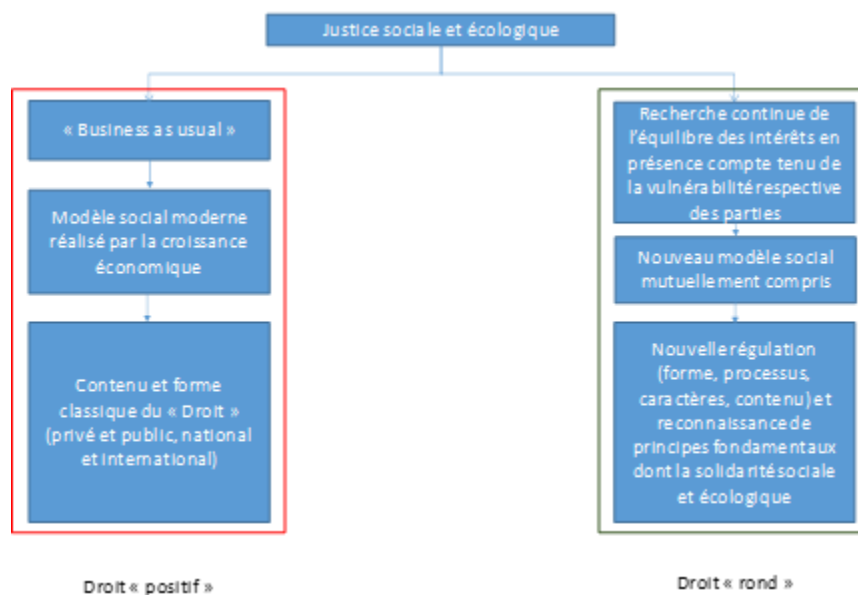 Justice sociale et écologique
« Business as usual »
Modèle social moderne
réalisé par la croissance
économique
Contenu et forme
classique du « Droit »
(privé et public, national
et international)
Droit « positif »
Recherche continue de
l'équilibre des intérêts en
présence compte tenu de
la vulnérabilité respective
des parties
Nouveau modèle social
mutuellement compris
Nouvelle régulation
(forme, processus,
caractères, contenu) et
reconnaissance de
principes fondamentaux
dont la solidarité sociale
et écologique
Droit « rond »